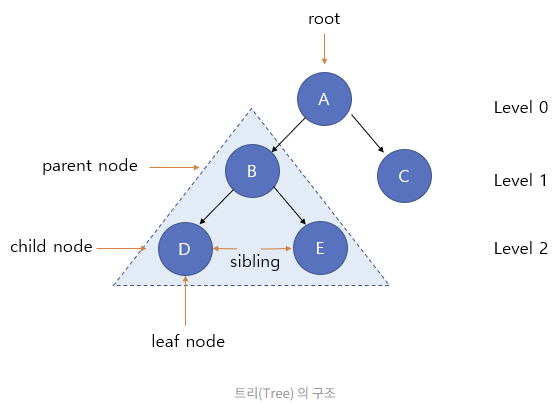 root
A
Level 0
parent node
B
C
Level 1
child node
D
sibling
E
Level 2
leaf node
트리(Tree) 의 구조